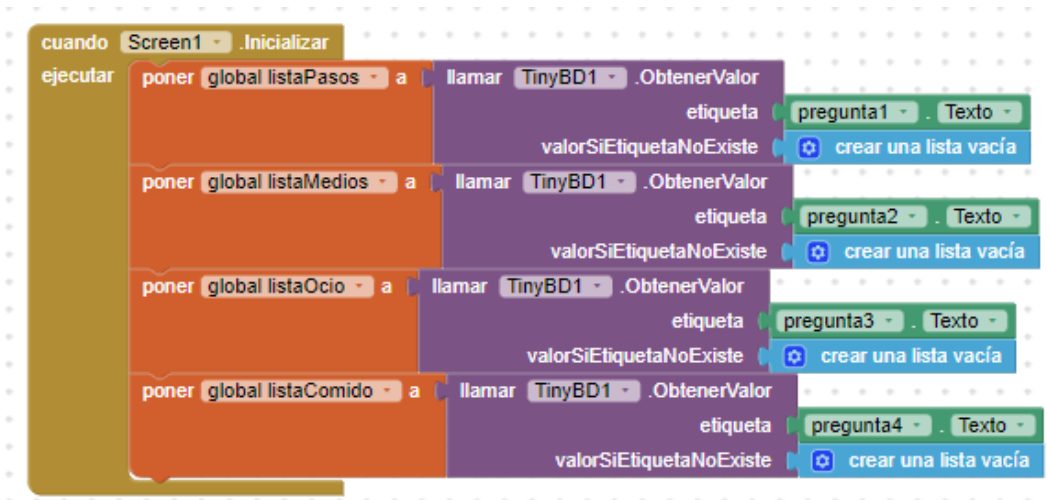 cuando Screen1 .Inicializar
ejecutar poner global listaPasos a llamar TinyBD1 .ObtenerValor
etiqueta pregunta1 . Texto
valorSiEtiquetaNoExiste crear una lista vacía
poner global listaMedios a llamar TinyBD1 .ObtenerValor
etiqueta pregunta2 . Texto
valorSiEtiquetaNoExiste crear una lista vacía
poner global listaOcio a llamar TinyBD1 .ObtenerValor
etiqueta pregunta3 . Texto
valorSiEtiquetaNoExiste crear una lista vacía
poner global listaComido a llamar TinyBD1 .ObtenerValor
etiqueta pregunta4 . Texto
valorSiEtiquetaNoExiste crear una lista vacía